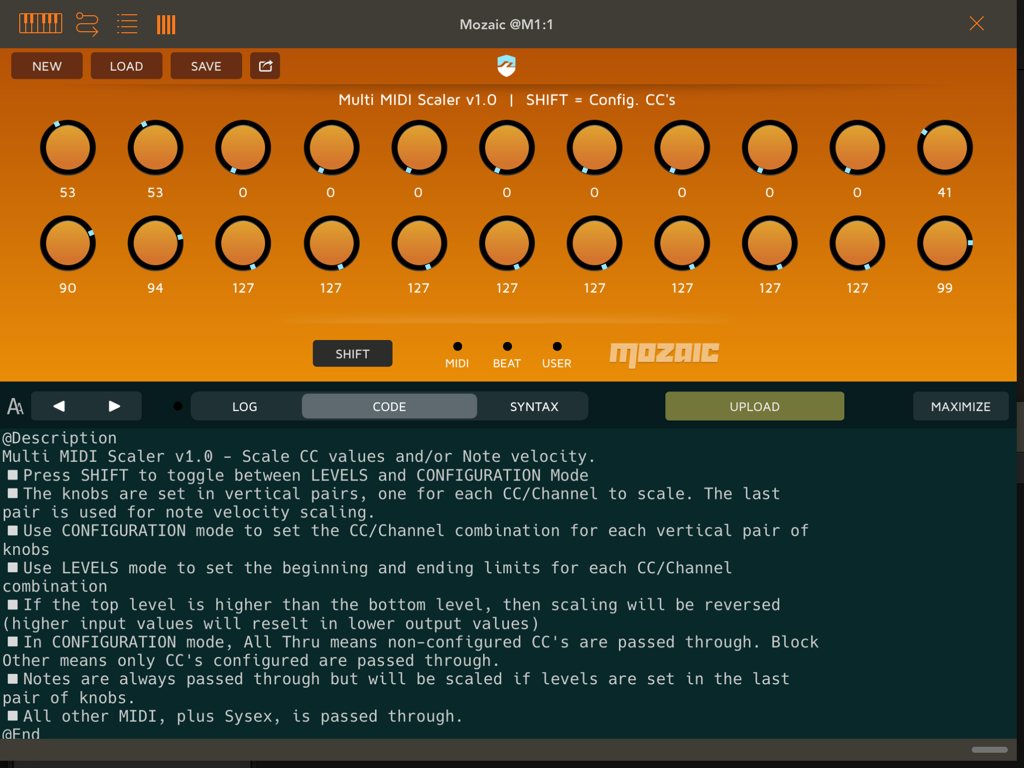 Mozaic @M1:1
NEW LOAD SAVE
Multi MIDI Scaler v1.0 | SHIFT = Config. CC's
53 53 0 0 0 0 0 0 0 0 41
90 94 127 127 127 127 127 127 127 127 99
SHIFT MIDI BEAT USER MOZAIC
AA LOG CODE SYNTAX UPLOAD MAXIMIZE
@Description
Multi MIDI Scaler v1.0 - Scale CC values and/or Note velocity.
■Press SHIFT to toggle between LEVELS and CONFIGURATION Mode
■The knobs are set in vertical pairs, one for each CC/Channel to scale. The last
pair is used for note velocity scaling.
■Use CONFIGURATION mode to set the CC/Channel combination for each vertical pair of
knobs
■Use LEVELS mode to set the beginning and ending limits for each CC/Channel
combination
■If the top level is higher than the bottom level, then scaling will be reversed
(higher input values will reselt in lower output values)
■In CONFIGURATION mode, All Thru means non-configured CC's are passed through. Block
Other means only CC's configured are passed through.
■Notes are always passed through but will be scaled if levels are set in the last
pair of knobs.
■All other MIDI, plus Sysex, is passed through.
@End